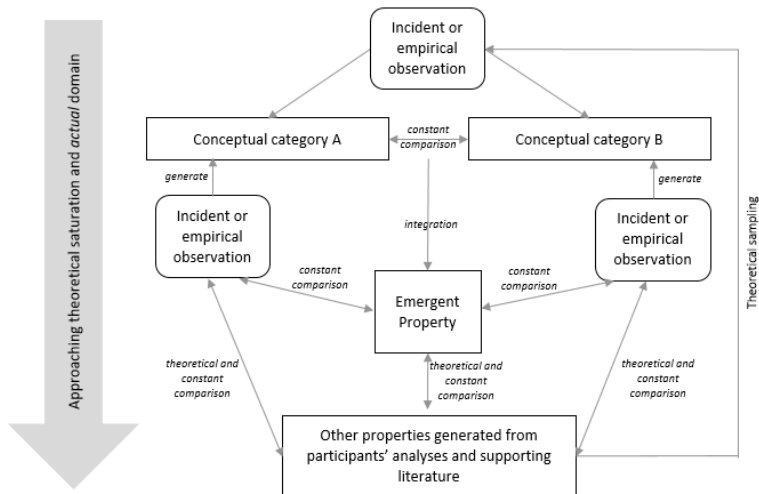 Incident or
empirical
observation
Approaching theoretical saturation and actual domain
Conceptual category A
constant
comparison
Conceptual category B
generate
generate
Incident or
empirical
observation
integration
Incident or
empirical
observation
Theoretical sampling
constant
comparison
constant
comparison
Emergent
Property
theoretical and
constant
comparison
theoretical and
constant
comparison
theoretical and
constant
comparison
Other properties generated from
participants’ analyses and supporting
literature